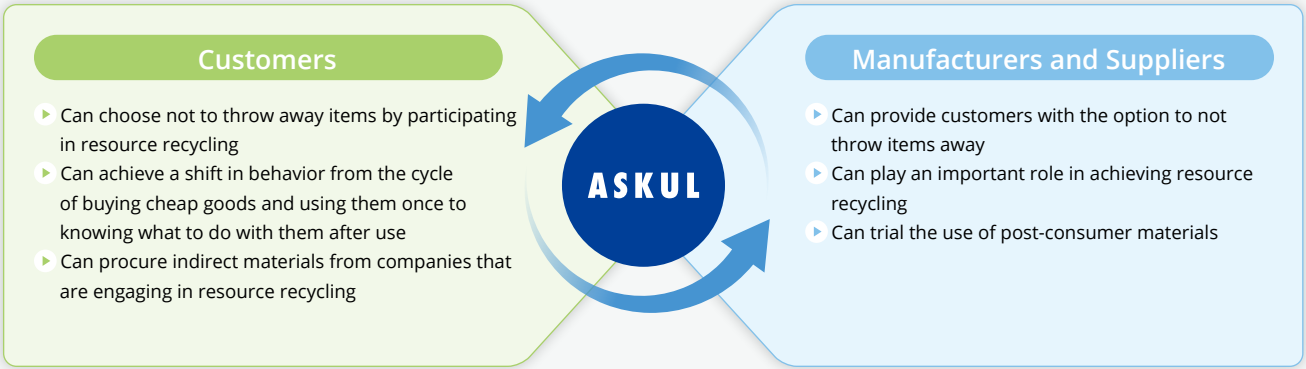 Customers
Can choose not to throw away items by participating
in resource recycling
Can achieve a shift in behavior from the cycle
of buying cheap goods and using them once to
knowing what to do with them after use
Can procure indirect materials from companies that
are engaging in resource recycling
ASKUL
Manufacturers and Suppliers
Can provide customers with the option to not
throw items away
Can play an important role in achieving resource
recycling
Can trial the use of post-consumer materials